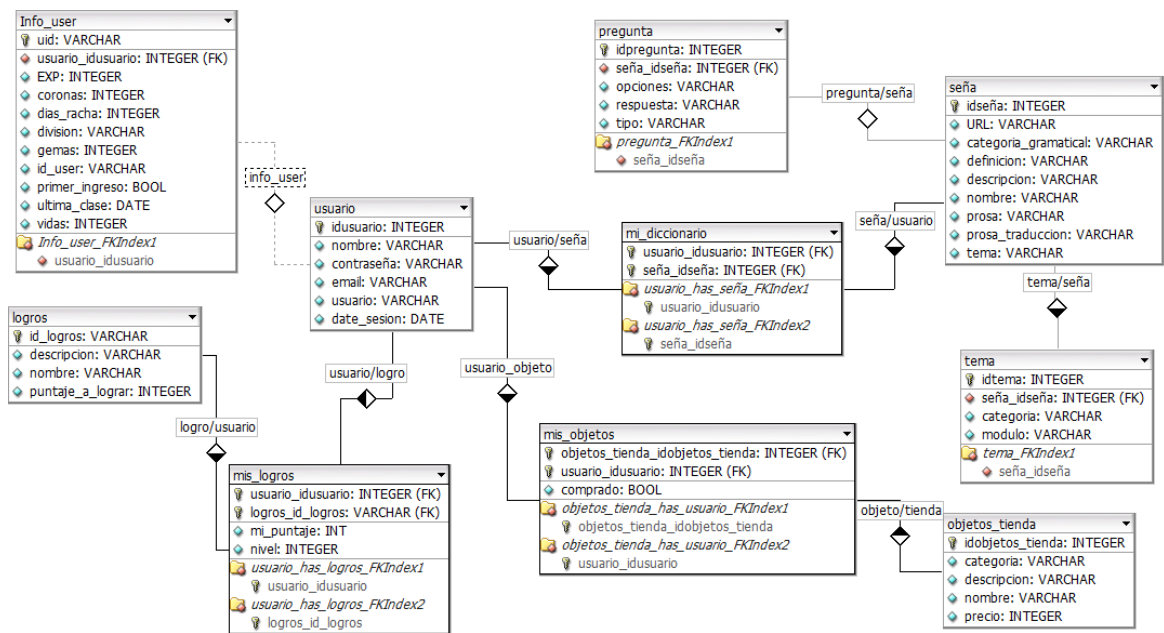 Info_user
uid: VARCHAR
usuario_idusuario: INTEGER (FK)
EXP: INTEGER
coronas: INTEGER
dias_racha: INTEGER
division: VARCHAR
gemas: INTEGER
id_user: VARCHAR
primer_ingreso: BOOL
ultima_clase: DATE
vidas: INTEGER
Info_user_FKIndex1
usuario_idusuario
info_user
usuario
idusuario: INTEGER
nombre: VARCHAR
contraseña: VARCHAR
email: VARCHAR
usuario: VARCHAR
date_sesion: DATE
pregunta
idpregunta: INTEGER
seña_idseña: INTEGER (FK)
opciones: VARCHAR
respuesta: VARCHAR
tipo: VARCHAR
pregunta_FKIndex1
seña_idseña
pregunta/seña
seña
idseña: INTEGER
URL: VARCHAR
categoria_gramatical: VARCHAR
definicion: VARCHAR
descripcion: VARCHAR
nombre: VARCHAR
prosa: VARCHAR
prosa_traduccion: VARCHAR
tema: VARCHAR
usuario/seña
mi_diccionario
usuario_idusuario: INTEGER (FK)
seña_idseña: INTEGER (FK)
usuario_has_seña_FKIndex1
usuario_idusuario
usuario_has_seña_FKIndex2
seña_idseña
seña/usuario
tema/seña
logros
id_logros: VARCHAR
descripcion: VARCHAR
nombre: VARCHAR
puntaje_a_lograr: INTEGER
usuario/logro
usuario_objeto
tema
idtema: INTEGER
seña_idseña: INTEGER (FK)
categoria: VARCHAR
modulo: VARCHAR
tema_FKIndex1
seña_idseña
logro/usuario
mis_logros
usuario_idusuario: INTEGER (FK)
logros_id_logros: VARCHAR (FK)
mi_puntaje: INT
nivel: INTEGER
usuario_has_logros_FKIndex1
usuario_idusuario
usuario_has_logros_FKIndex2
logros_id_logros
mis_objetos
objetos_tienda_idobjetos_tienda: INTEGER (FK)
usuario_idusuario: INTEGER (FK)
comprado: BOOL
objetos_tienda_has_usuario_FKIndex1
objetos_tienda_idobjetos_tienda
objetos_tienda_has_usuario_FKIndex2
usuario_idusuario
objeto/tienda
objetos_tienda
idobjetos_tienda: INTEGER
categoria: VARCHAR
descripcion: VARCHAR
nombre: VARCHAR
precio: INTEGER